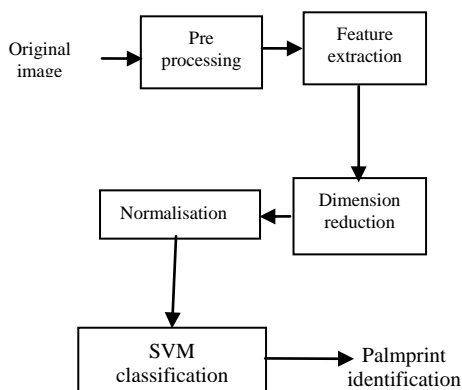 Original
image
Pre
processing
Feature
extraction
Normalisation
Dimension
reduction
SVM
classification
Palmprint
identification